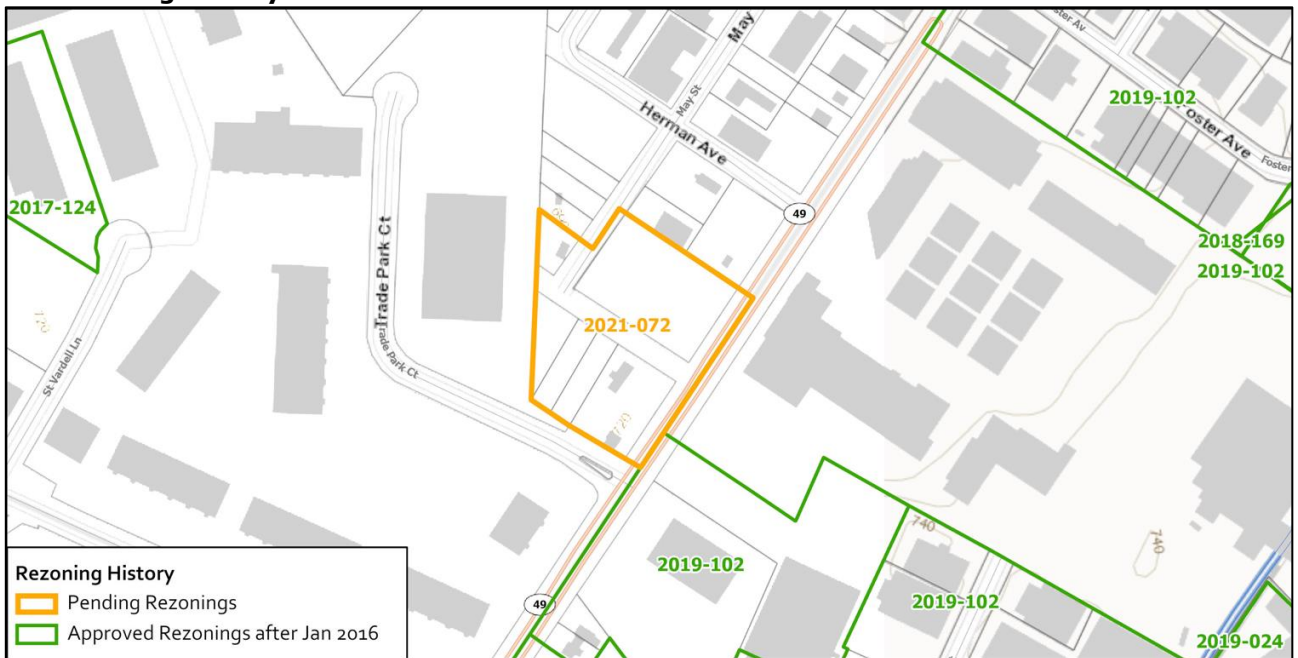 May
May St
Foster Av
Herman Ave
2019-102
Foster Ave
Foster
49
2017-124
2018-169
2019-102
Trade Park Ct
Trade Park Ct
2021-072
St Vardell Ln
720
740
740
2019-102
2019-102
49
2019-024
Rezoning History
Pending Rezonings
Approved Rezonings after Jan 2016